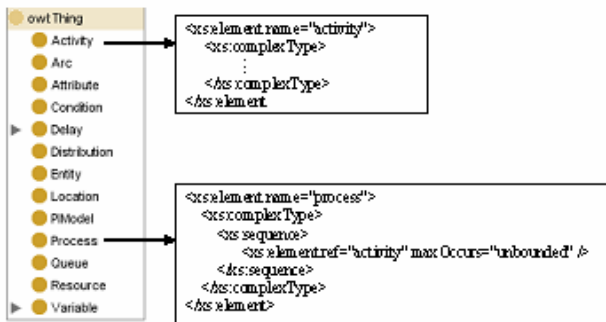 owl:Thing
Activity
Arc
Attribute
Condition
Delay
Distribution
Entity
Location
PIModel
Process
Queue
Resource
Variable
<xs:element name="activity">
<xs:complexType>
⋮
</xs:complexType>
</xs:element
<xs:element name="process">
<xs:complexType>
<xs:sequence>
<xs:element ref="activity" maxOccurs="unbounded" />
</xs:sequence>
</xs:complexType>
</xs:element>